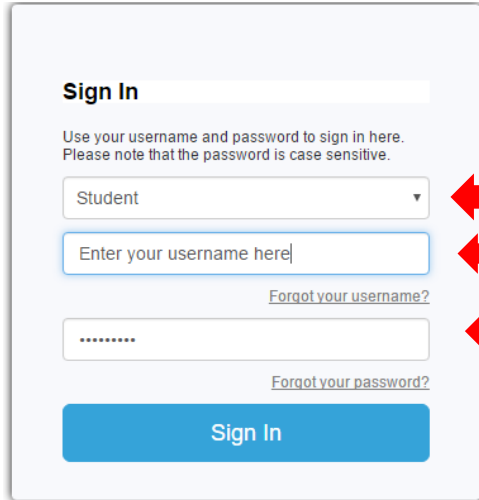 Sign In
Use your username and password to sign in here.
Please note that the password is case sensitive.
Student
Enter your username here
Forgot your username?
•••••••••
Forgot your password?
Sign In